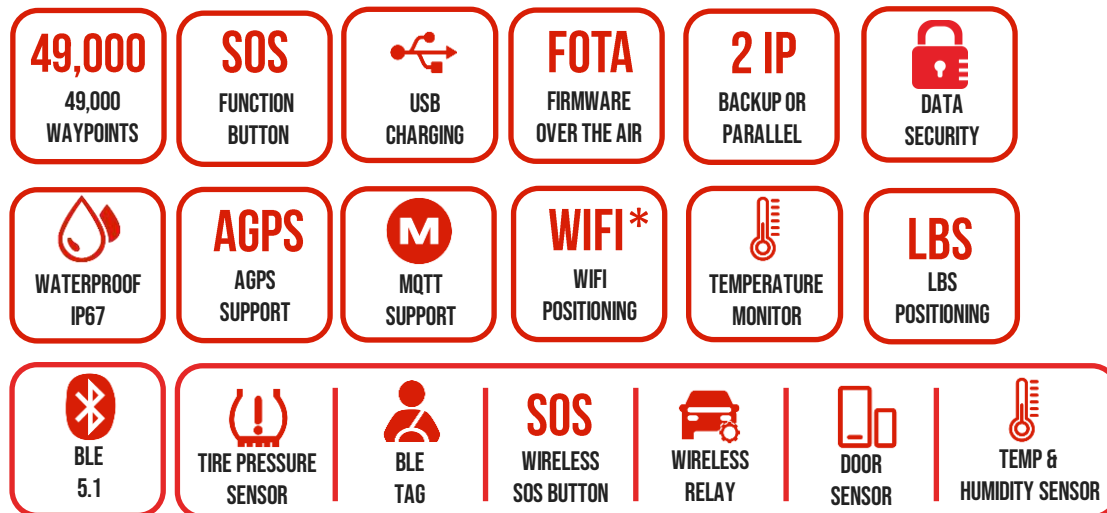 49,000
49,000
WAYPOINTS
SOS
FUNCTION
BUTTON
USB
CHARGING
FOTA
FIRMWARE
OVER THE AIR
2 IP
BACKUP OR
PARALLEL
DATA
SECURITY
WATERPROOF
IP67
AGPS
AGPS
SUPPORT
M
MQTT
SUPPORT
WIFI*
WIFI
POSITIONING
TEMPERATURE
MONITOR
LBS
LBS
POSITIONING
BLE
5.1
TIRE PRESSURE
SENSOR
BLE
TAG
SOS
WIRELESS
SOS BUTTON
WIRELESS
RELAY
DOOR
SENSOR
TEMP &
HUMIDITY SENSOR